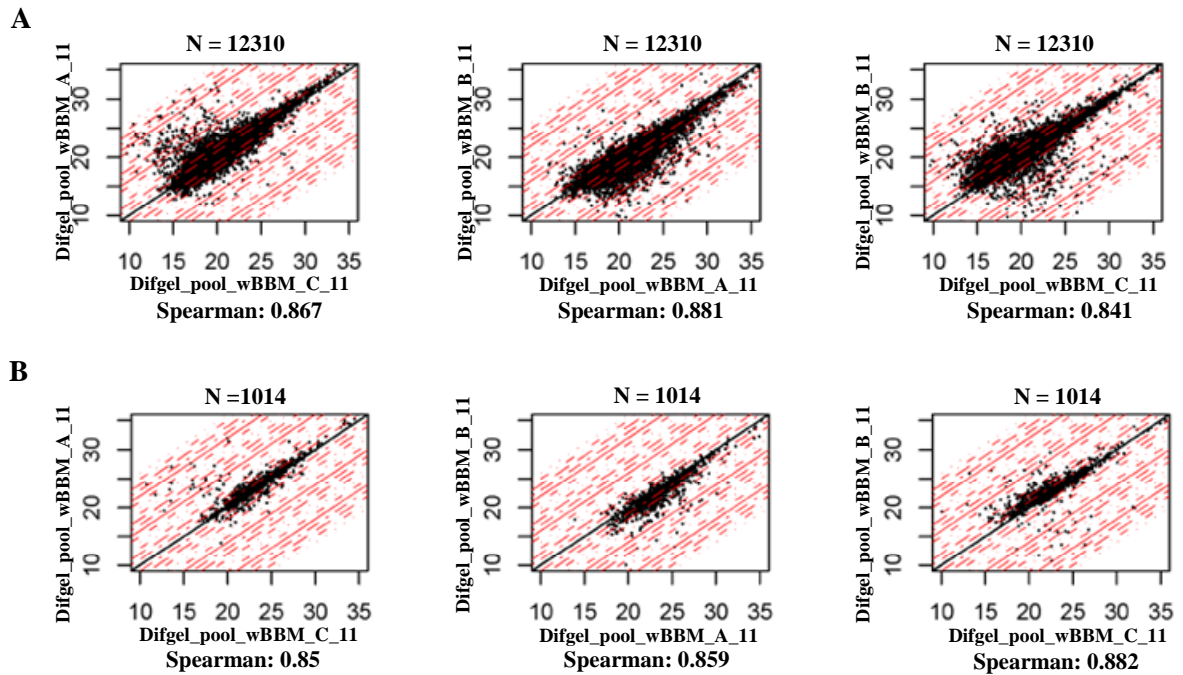 A
N = 12310
Difgel_pool_wBBM_A_11
10 20 30
10 15 20 25 30 35
Difgel_pool_wBBM_C_11
Spearman: 0.867
N = 12310
Difgel_pool_wBBM_B_11
10 20 30
10 15 20 25 30 35
Difgel_pool_wBBM_A_11
Spearman: 0.881
N = 12310
Difgel_pool_wBBM_B_11
10 20 30
10 15 20 25 30 35
Difgel_pool_wBBM_C_11
Spearman: 0.841
B
N =1014
Difgel_pool_wBBM_A_11
10 20 30
10 15 20 25 30 35
Difgel_pool_wBBM_C_11
Spearman: 0.85
N = 1014
Difgel_pool_wBBM_B_11
10 20 30
10 15 20 25 30 35
Difgel_pool_wBBM_A_11
Spearman: 0.859
N = 1014
Difgel_pool_wBBM_B_11
10 20 30
10 15 20 25 30 35
Difgel_pool_wBBM_C_11
Spearman: 0.882